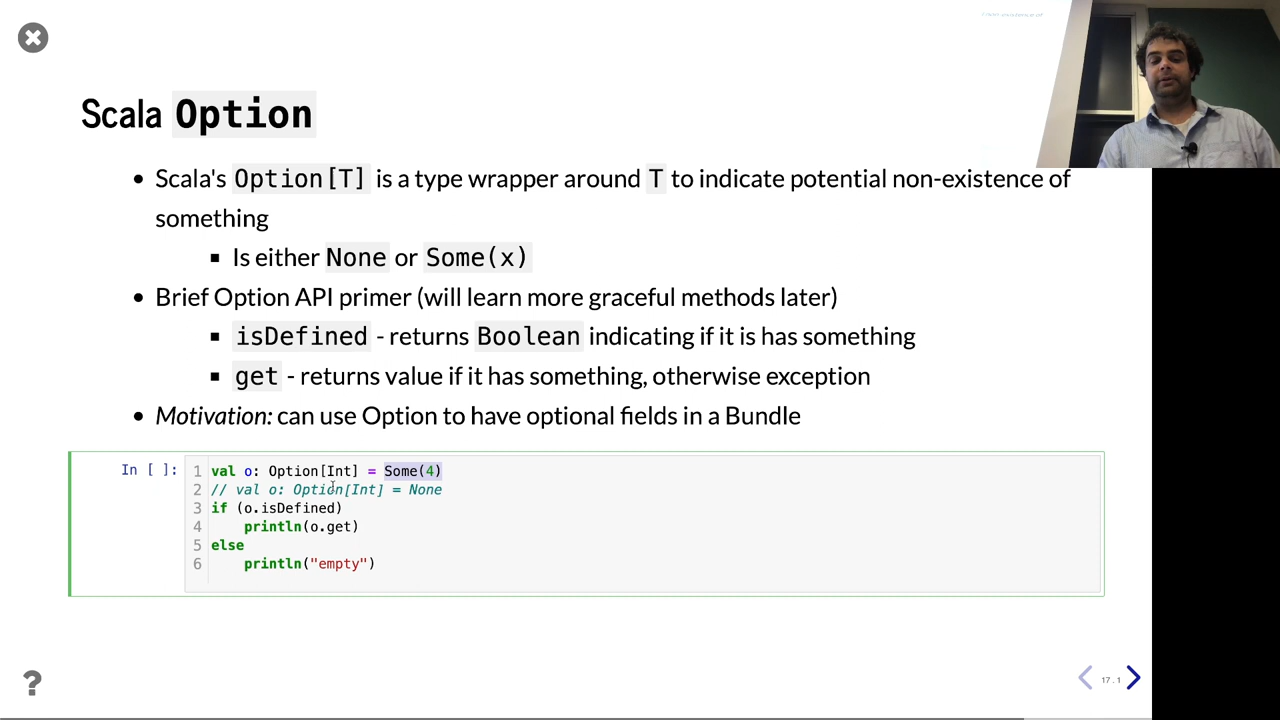 Scala Option
Scala's Option[T] is a type wrapper around T to indicate potential non-existence of
something
Is either None or Some(x)
Brief Option API primer (will learn more graceful methods later)
isDefined - returns Boolean indicating if it is has something
get - returns value if it has something, otherwise exception
Motivation: can use Option to have optional fields in a Bundle
In [ ]:
1 val o: Option[Int] = Some(4)
2 // val o: Option[Int] = None
3 if (o.isDefined)
4 println(o.get)
5 else
6 println("empty")
?
17.1